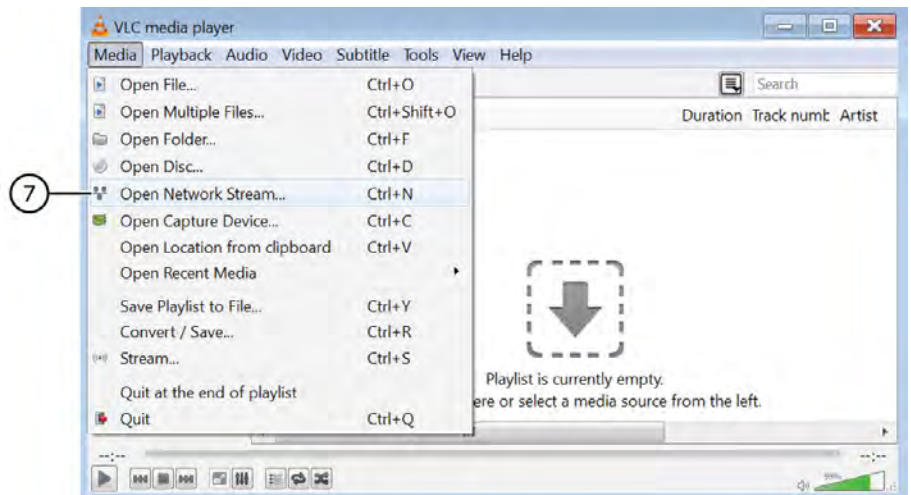 VLC media player
Media Playback Audio Video Subtitle Tools View Help
Open File... Ctrl+O
Search
Open Multiple Files... Ctrl+Shift+O
Duration Track numb Artist
Open Folder... Ctrl+F
Open Disc... Ctrl+D
7
Open Network Stream... Ctrl+N
Open Capture Device... Ctrl+C
Open Location from clipboard Ctrl+V
Open Recent Media
Save Playlist to File... Ctrl+Y
Convert / Save... Ctrl+R
Stream... Ctrl+S
Quit at the end of playlist
Quit Ctrl+Q
Playlist is currently empty.
ere or select a media source from the left.
--:-- --:--